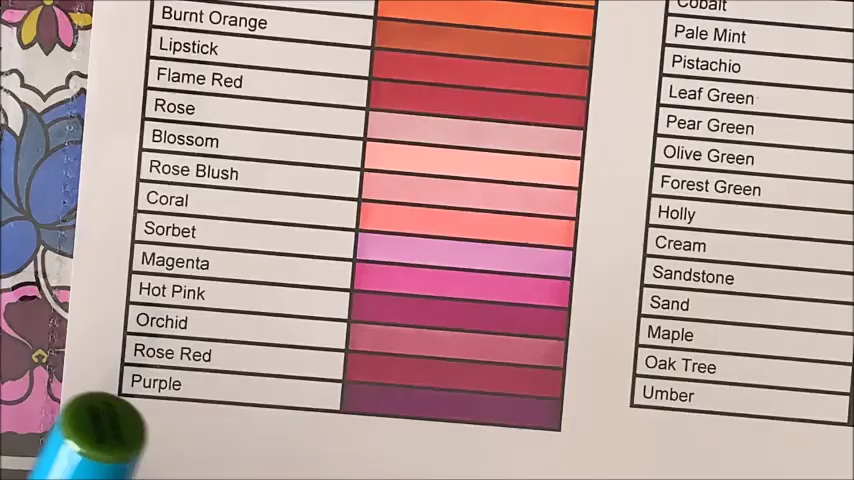 Burnt Orange
Lipstick
Flame Red
Rose
Blossom
Rose Blush
Coral
Sorbet
Magenta
Hot Pink
Orchid
Rose Red
Purple
Cobalt
Pale Mint
Pistachio
Leaf Green
Pear Green
Olive Green
Forest Green
Holly
Cream
Sandstone
Sand
Maple
Oak Tree
Umber